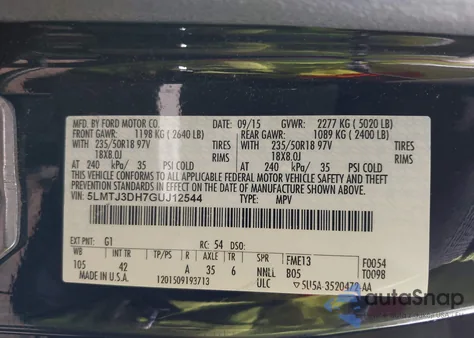 MFD. BY FORD MOTOR CO. 09/15 GVWR: 2277 KG ( 5020 LB)
FRONT GAWR: 1198 KG ( 2640 LB) REAR GAWR: 1089 KG ( 2400 LB)
WITH 235/50R18 97V TIRES WITH 235/50R18 97V TIRES
18X8.0J RIMS 18X8.0J RIMS
AT 240 kPa/ 35 PSI COLD AT 240 kPa/ 35 PSI COLD
THIS VEHICLE CONFORMS TO ALL APPLICABLE FEDERAL MOTOR VEHICLE SAFETY AND
THEFT PREVENTION STANDARDS IN EFFECT ON THE DATE OF MANUFACTURE SHOWN ABOVE.
VIN: 5LMTJ3DH7GUJ12544 TYPE: MPV
EXT PNT: G1 RC: 54 DSO:
WB TP/PS R AXLE TR SPR FME13 F0054
105 42 A 35 6 NNLL B05 T0098
MADE IN U.S.A. 1201509193713 ULC 5U5A-3520472-AA
autoSnap